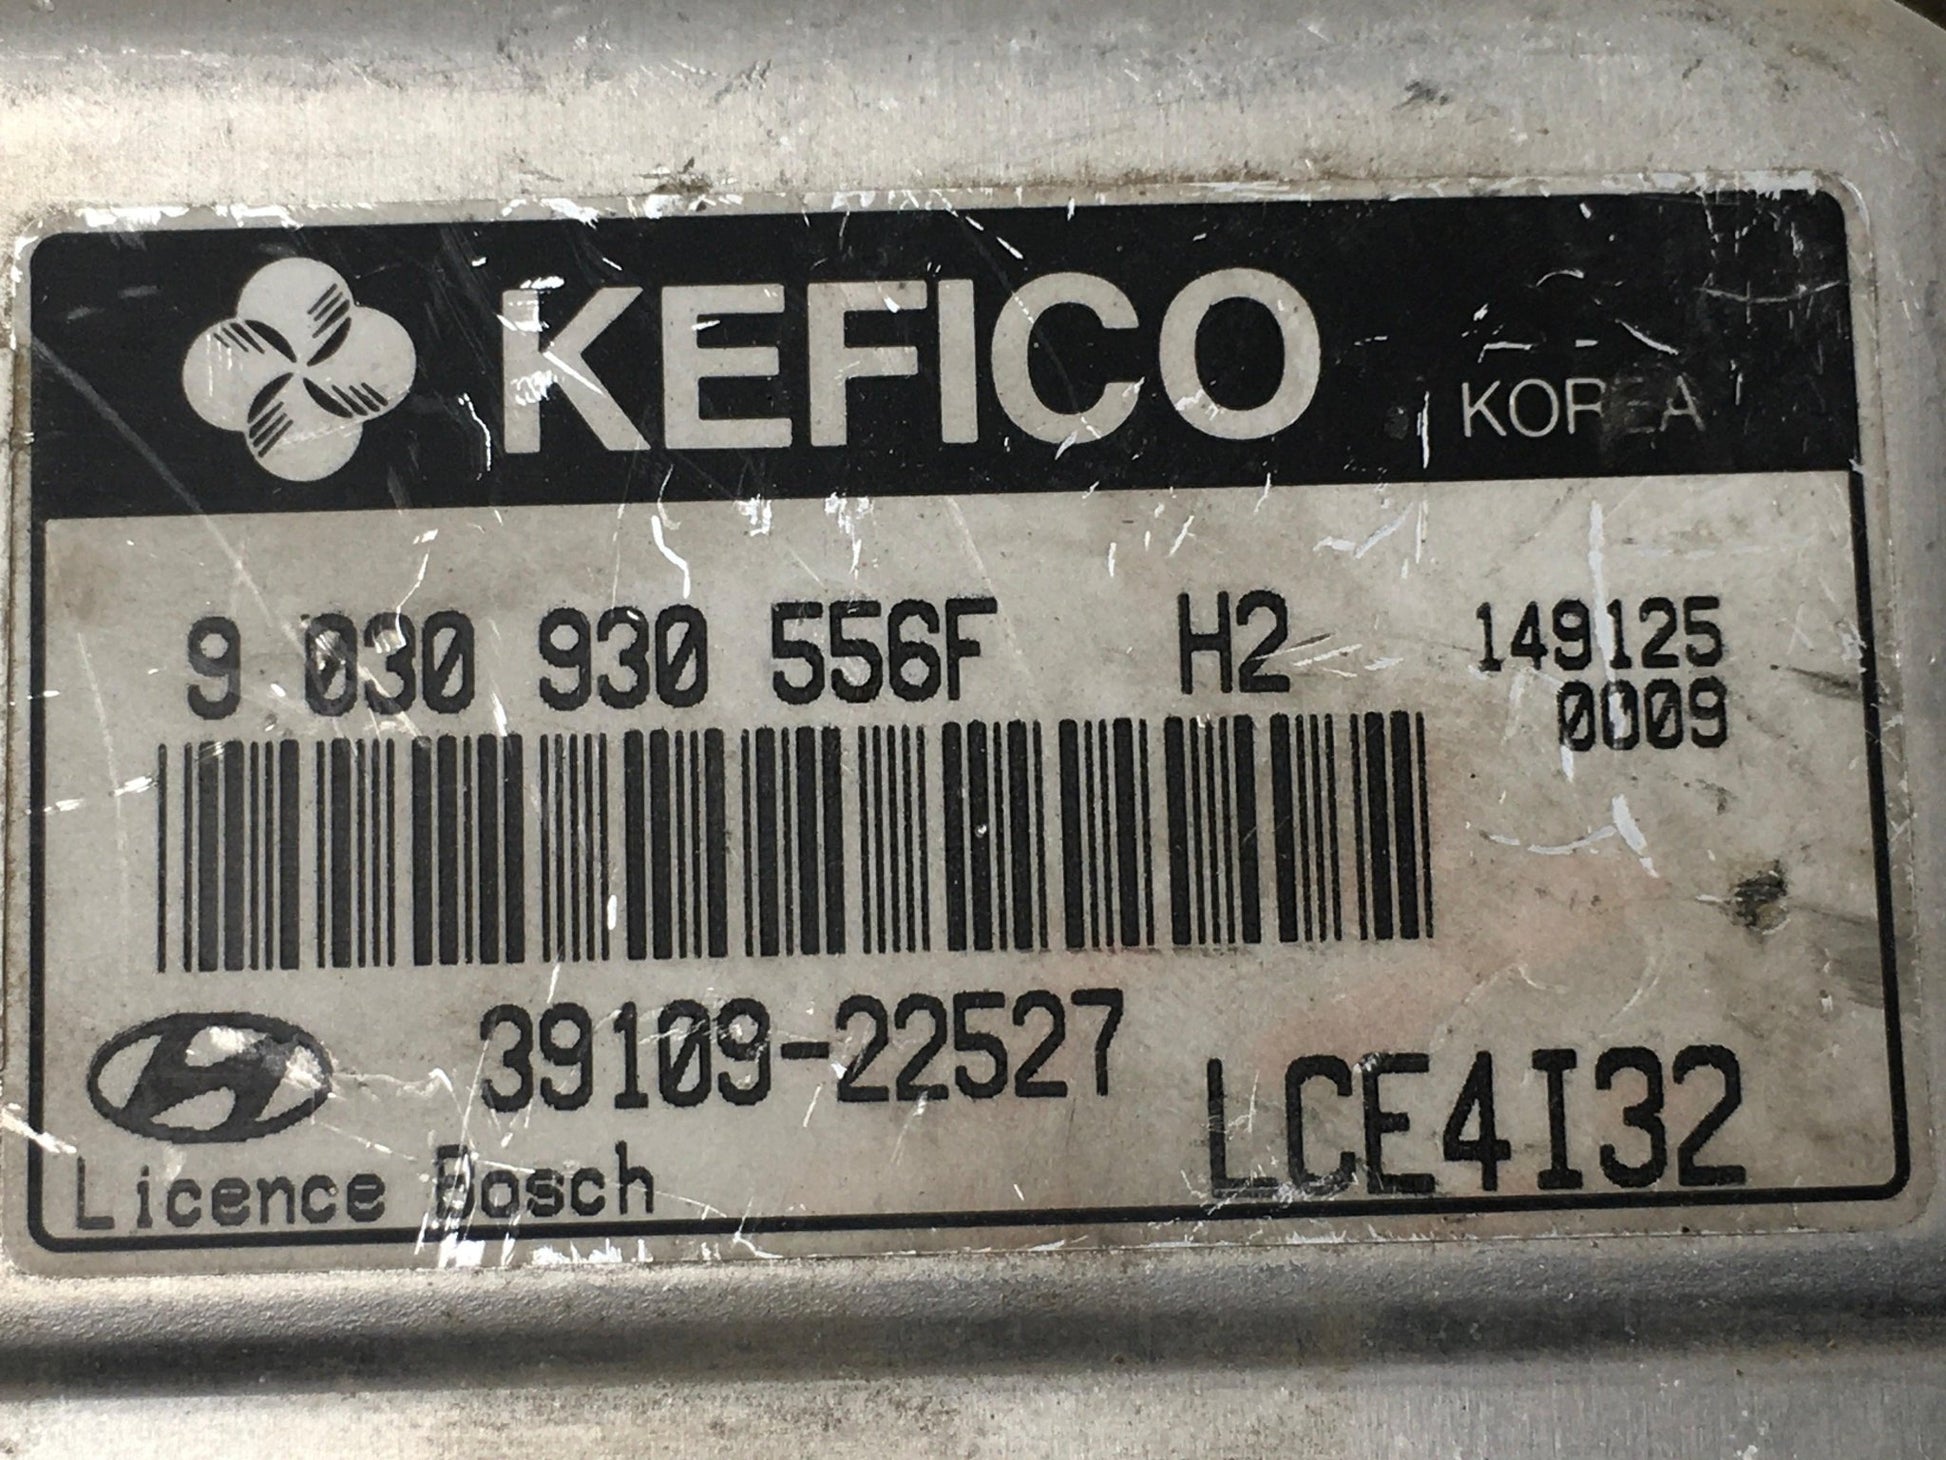 KEFICO KOREA
9 030 930 556F H2 149125
0009
39109-22527
LCE4I32
Licence Bosch